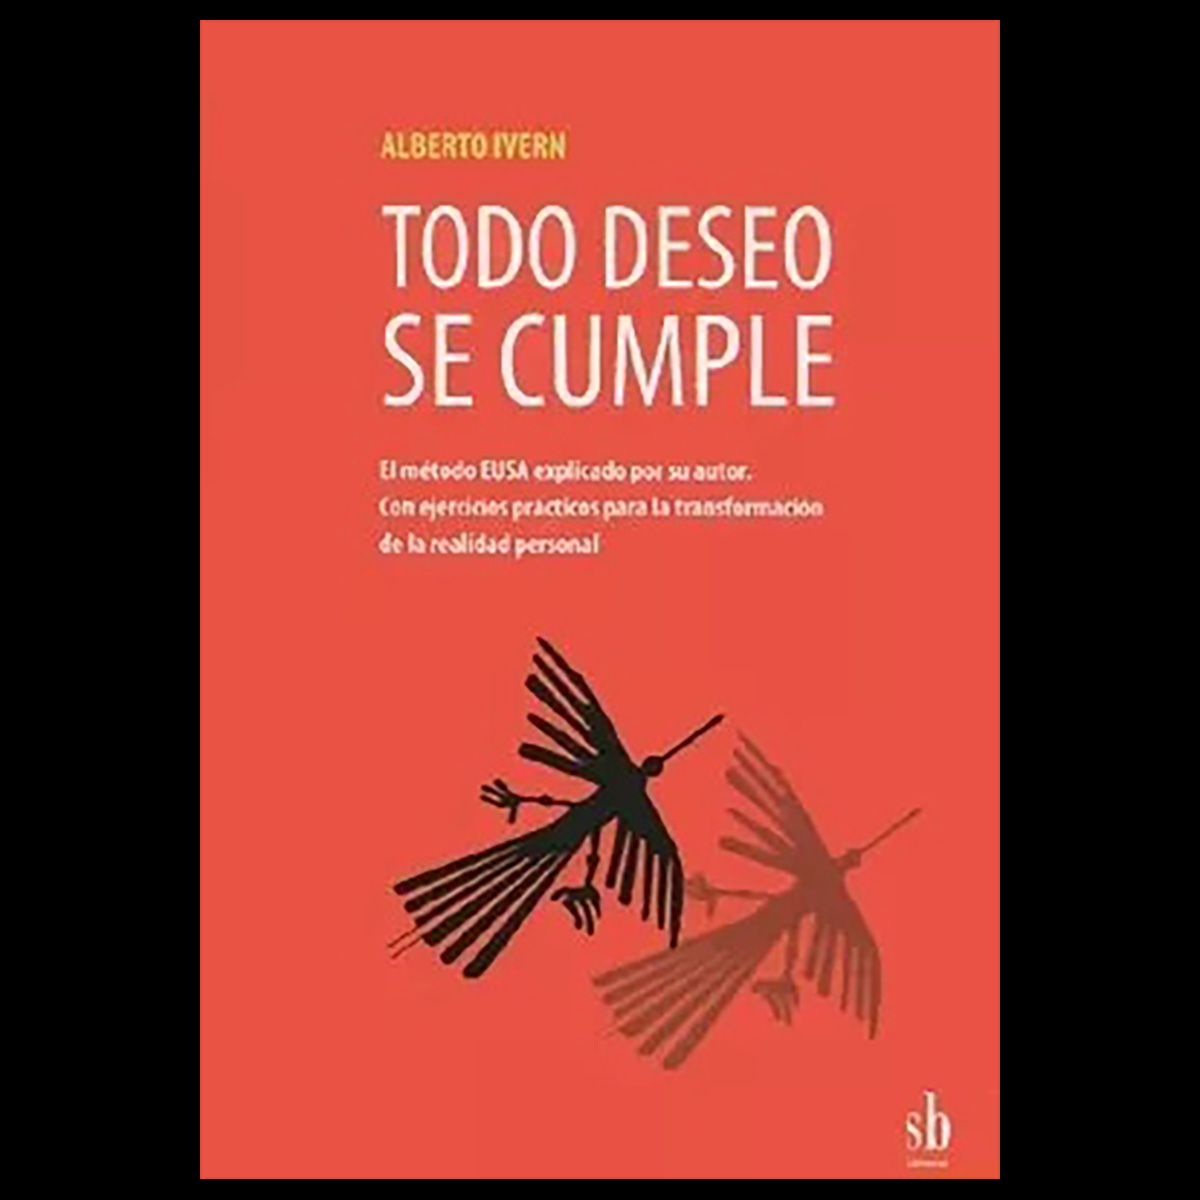 ALBERTO IVERN
TODO DESEO
SE CUMPLE
El método EUSA explicado por su autor.
Con ejercicios prácticos para la transformación
de la realidad personal
sb